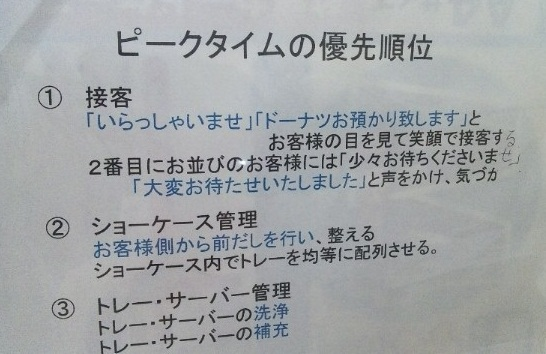 ピークタイムの優先順位
① 接客
「いらっしゃいませ」「ドーナツお預かり致します」と
お客様の目を見て笑顔で接客する
2番目にお並びのお客様には「少々お待ちくださいませ」
「大変お待たせいたしました」と声をかけ、気づか
② ショーケース管理
お客様側から前だしを行い、整える
ショーケース内でトレーを均等に配列させる。
③ トレー・サーバー管理
トレー・サーバーの洗浄
トレー・サーバーの補充